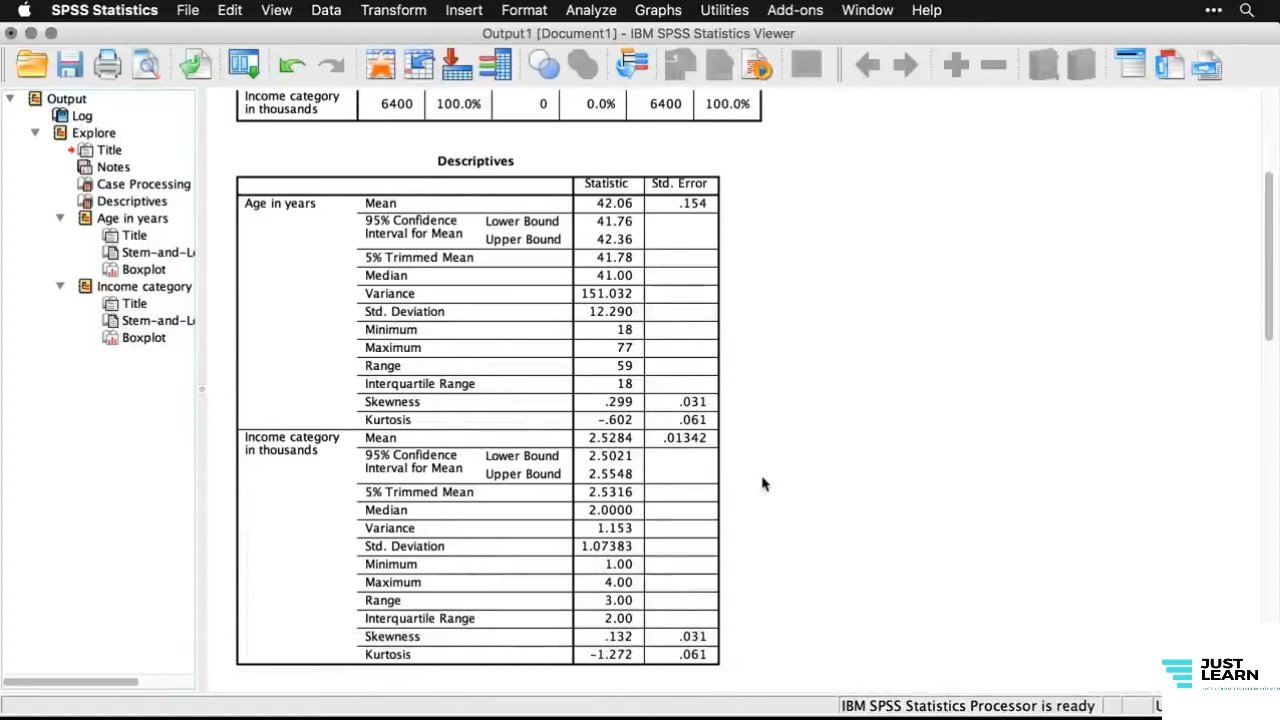 SPSS Statistics File Edit View Data Transform Insert Format Analyze Graphs Utilities Add-ons Window Help
Output1 [Document1] - IBM SPSS Statistics Viewer
Output
Log
Explore
Title
Notes
Case Processing
Descriptives
Age in years
Title
Stem-and-Le
Boxplot
Income category
Title
Stem-and-Le
Boxplot
Income category
in thousands 6400 100.0% 0 0.0% 6400 100.0%
Descriptives
Statistic Std. Error
Age in years Mean 42.06 .154
95% Confidence Lower Bound 41.76
Interval for Mean Upper Bound 42.36
5% Trimmed Mean 41.78
Median 41.00
Variance 151.032
Std. Deviation 12.290
Minimum 18
Maximum 77
Range 59
Interquartile Range 18
Skewness .299 .031
Kurtosis -.602 .061
Income category Mean 2.5284 .01342
in thousands
95% Confidence Lower Bound 2.5021
Interval for Mean Upper Bound 2.5548
5% Trimmed Mean 2.5316
Median 2.0000
Variance 1.153
Std. Deviation 1.07383
Minimum 1.00
Maximum 4.00
Range 3.00
Interquartile Range 2.00
Skewness .132 .031
Kurtosis -1.272 .061
JUST
LEARN
IBM SPSS Statistics Processor is ready